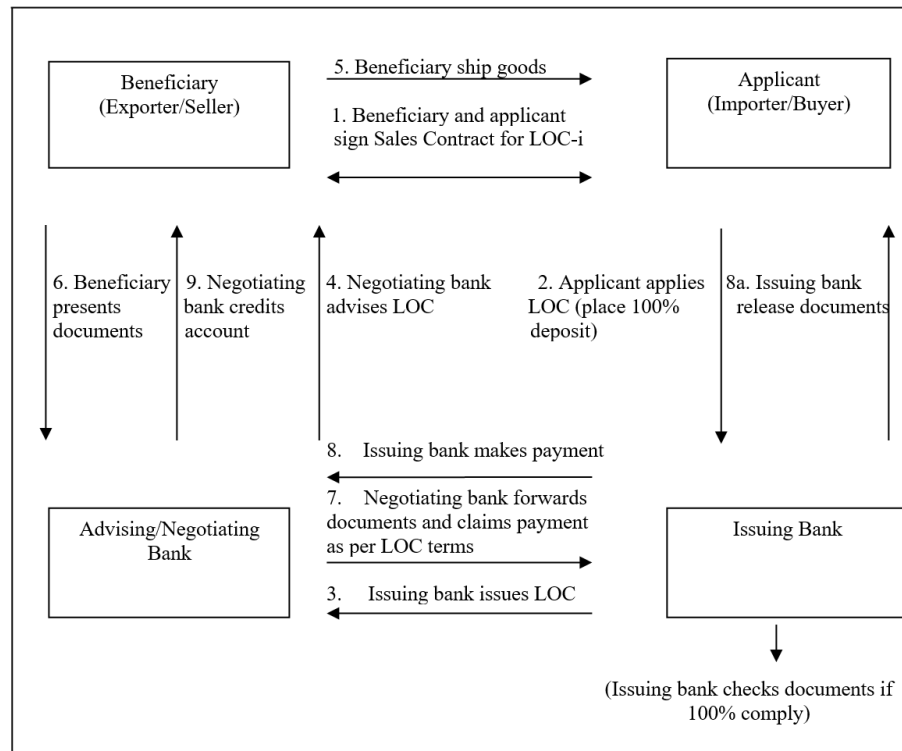 Beneficiary
(Exporter/Seller)
5. Beneficiary ship goods
1. Beneficiary and applicant
sign Sales Contract for LOC-i
Applicant
(Importer/Buyer)
6. Beneficiary
presents
documents
9. Negotiating
bank credits
account
4. Negotiating bank
advises LOC
2. Applicant applies
LOC (place 100%
deposit)
8a. Issuing bank
release documents
8. Issuing bank makes payment
7. Negotiating bank forwards
documents and claims payment
as per LOC terms
3. Issuing bank issues LOC
Advising/Negotiating
Bank
Issuing Bank
(Issuing bank checks documents if
100% comply)